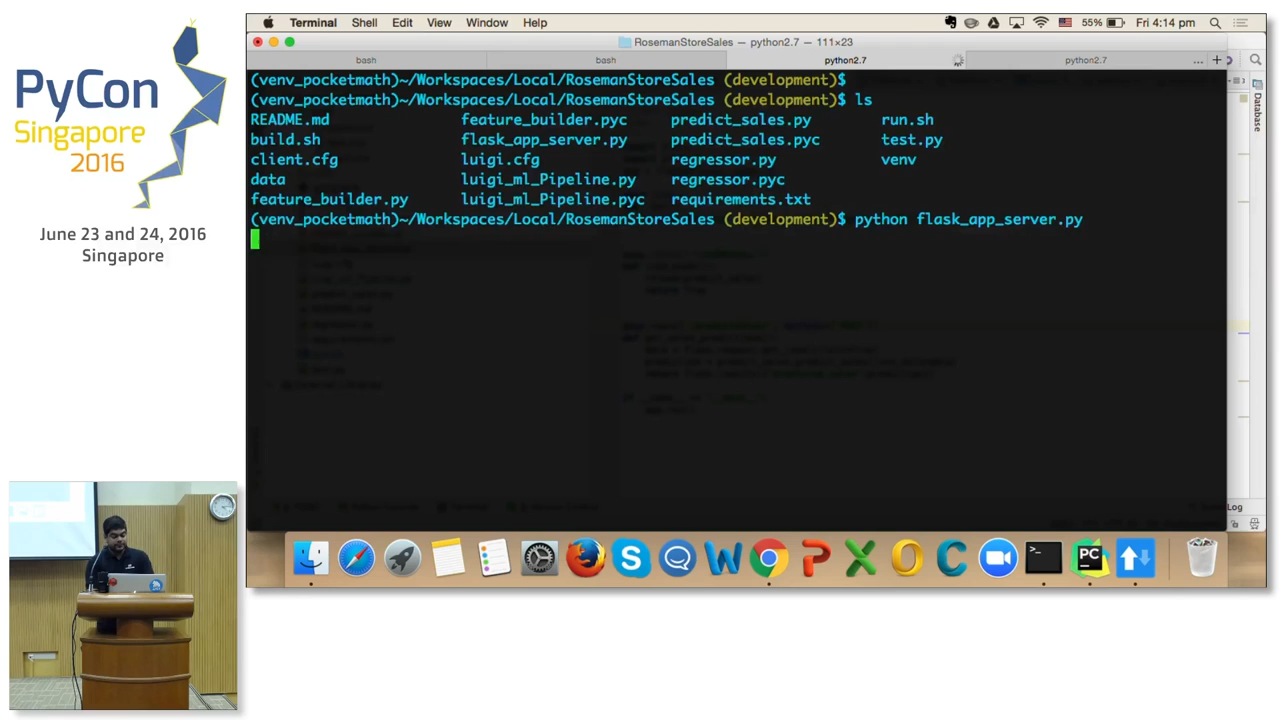 PyCon
Singapore
2016
June 23 and 24, 2016
Singapore
Terminal Shell Edit View Window Help
55% Fri 4:14 pm
RosemanStoreSales — python2.7 — 111×23
bash bash python2.7 python2.7 ... +
(venv_pocketmath)~/Workspaces/Local/RosemanStoreSales (development)$
(venv_pocketmath)~/Workspaces/Local/RosemanStoreSales (development)$ ls
README.md feature_builder.pyc predict_sales.py run.sh
build.sh flask_app_server.py predict_sales.pyc test.py
client.cfg luigi.cfg regressor.py venv
data luigi_ml_Pipeline.py regressor.pyc
feature_builder.py luigi_ml_Pipeline.pyc requirements.txt
(venv_pocketmath)~/Workspaces/Local/RosemanStoreSales (development)$ python flask_app_server.py
Database
Log
PC